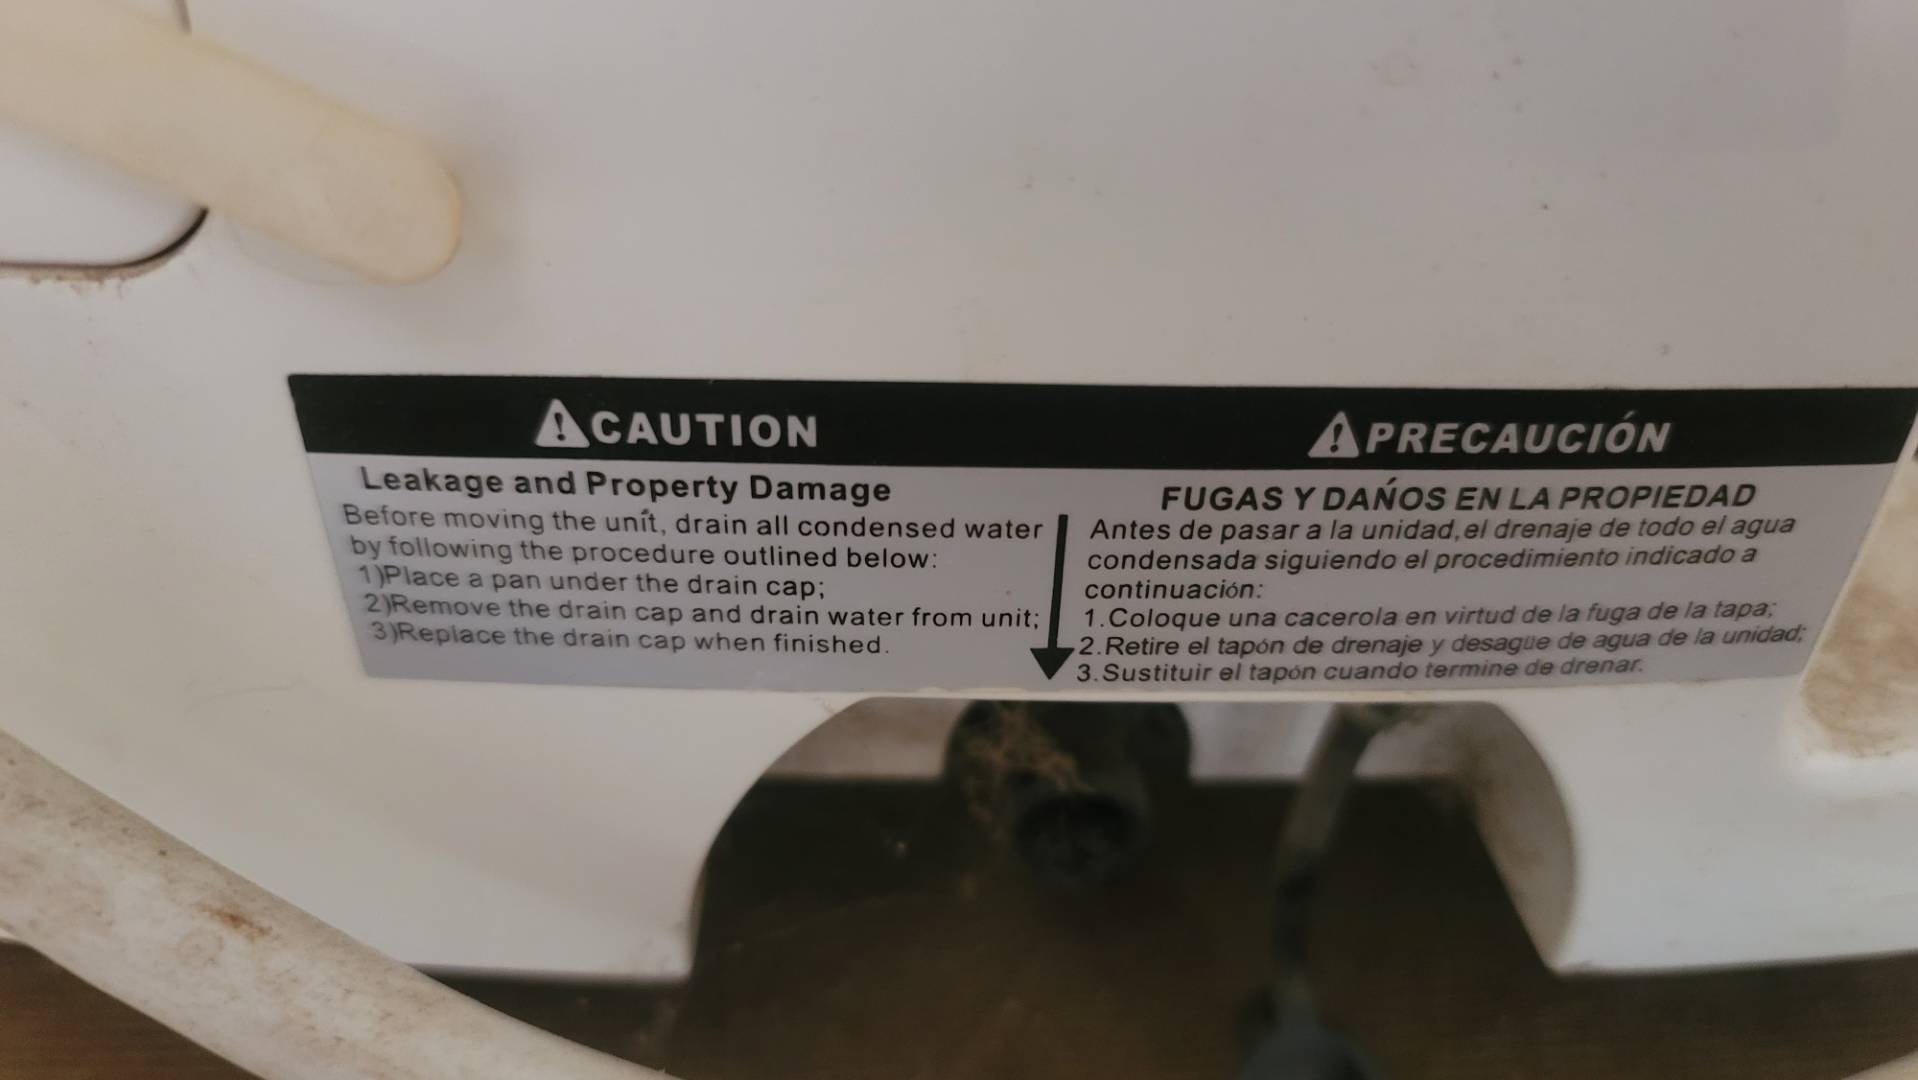 CAUTION
Leakage and Property Damage
Before moving the unit, drain all condensed water
by following the procedure outlined below:
1)Place a pan under the drain cap;
2)Remove the drain cap and drain water from unit;
3)Replace the drain cap when finished.
PRECAUCIÓN
FUGAS Y DAŃOS EN LA PROPIEDAD
Antes de pasar a la unidad, el drenaje de todo el agua
condensada siguiendo el procedimiento indicado a
continuación:
1.Coloque una cacerola en virtud de la fuga de la tapa;
2.Retire el tapón de drenaje y desagüe de agua de la unidad;
3.Sustituir el tapón cuando termine de drenar.